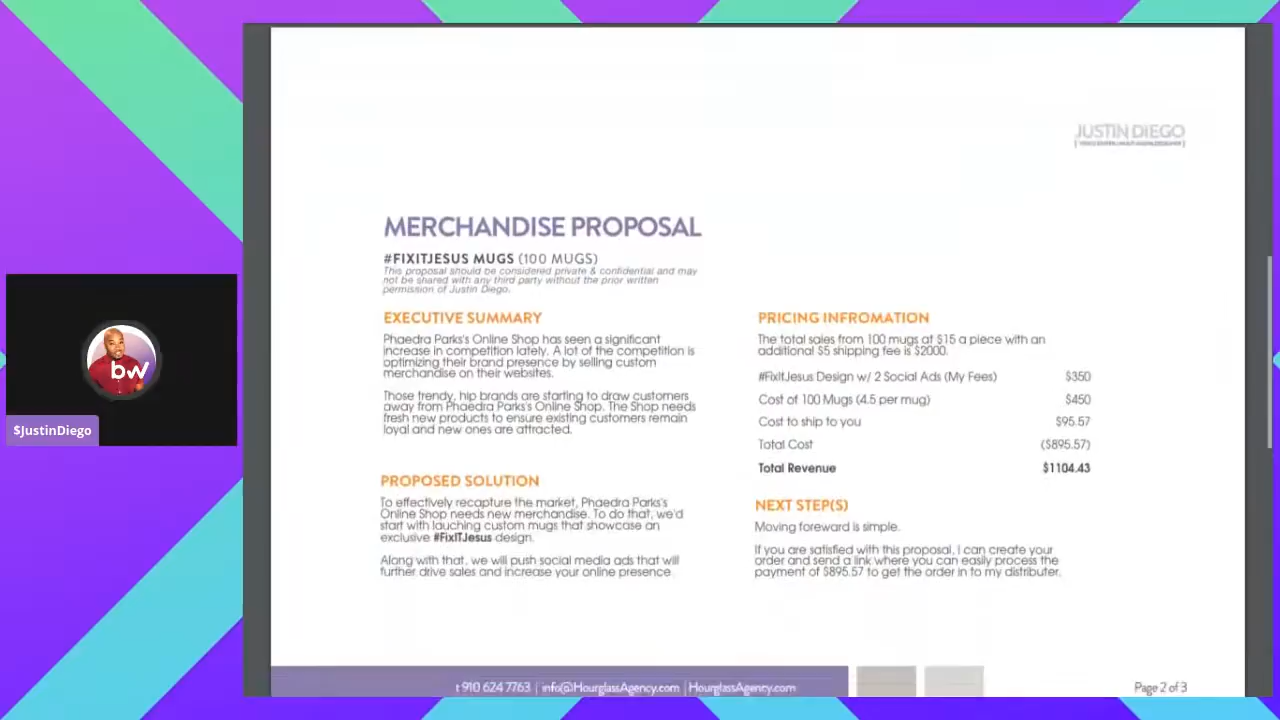 JUSTIN DIEGO
MERCHANDISE PROPOSAL
#FIXITJESUS MUGS (100 MUGS)
This proposal should be considered private & confidential and may
not be shared with any third party without the prior written
permission of Justin Diego.
EXECUTIVE SUMMARY
Phaedra Parks's Online Shop has seen a significant
increase in competition lately. A lot of the competition is
optimizing their brand presence by selling custom
merchandise on their websites.
Those trendy, hip brands are starting to draw customers
away from Phaedra Parks's Online Shop. The Shop needs
fresh new products to ensure existing customers remain
loyal and new ones are attracted.
PROPOSED SOLUTION
To effectively recapture the market, Phaedra Parks's
Online Shop needs new merchandise. To do that, we'd
start with lauching custom mugs that showcase an
exclusive #FixITJesus design.
Along with that, we will push social media ads that will
further drive sales and increase your online presence.
PRICING INFROMATION
The total sales from 100 mugs at $15 a piece with an
additional $5 shipping fee is $2000.
#FixItJesus Design w/ 2 Social Ads (My Fees) $350
Cost of 100 Mugs (4.5 per mug) $450
Cost to ship to you $95.57
Total Cost ($895.57)
Total Revenue $1104.43
NEXT STEP(S)
Moving foreward is simple.
If you are satisfied with this proposal, I can create your
order and send a link where you can easily process the
payment of $895.57 to get the order in to my distributer.
t 910 624 7763 | info@HourglassAgency.com | HourglassAgency.com
Page 2 of 3
bw
$JustinDiego